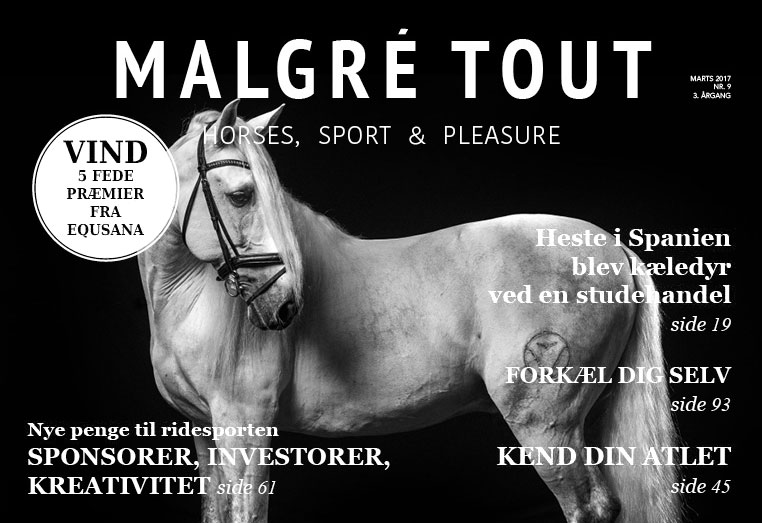 MALGRÉ TOUT
MARTS 2017
NR. 9
3. ÅRGANG
HORSES, SPORT & PLEASURE
VIND
5 FEDE
PRÆMIER
FRA
EQUSANA
Heste i Spanien
blev kæledyr
ved en studehandel
side 19
FORKÆL DIG SELV
side 93
Nye penge til ridesporten
SPONSORER, INVESTORER,
KREATIVITET side 61
KEND DIN ATLET
side 45